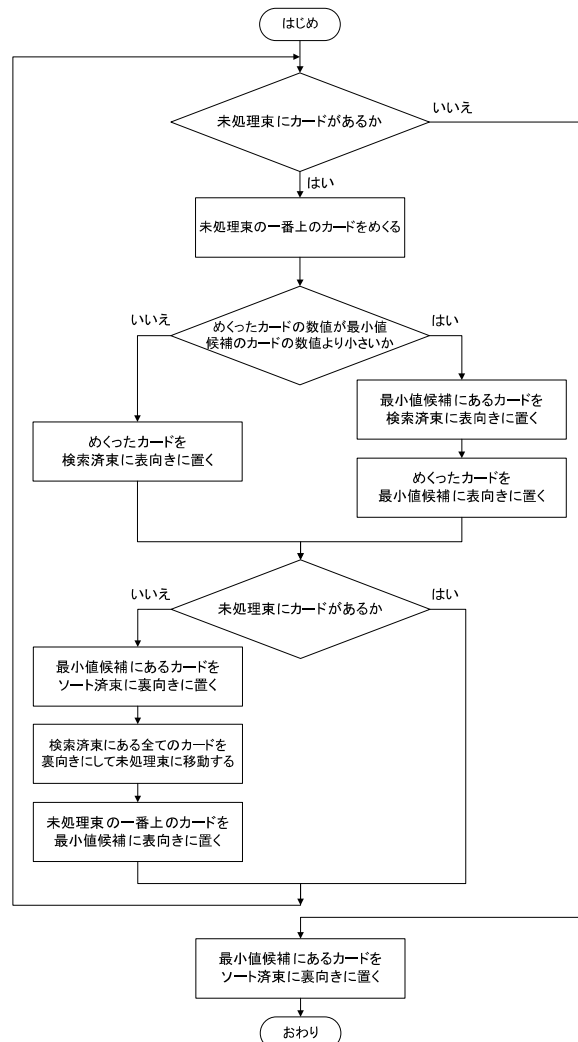 はじめ
未処理束にカードがあるか
いいえ
はい
未処理束の一番上のカードをめくる
いいえ
めくったカードの数値が最小値
候補のカードの数値より小さいか
はい
最小値候補にあるカードを
検索済束に表向きに置く
めくったカードを
検索済束に表向きに置く
めくったカードを
最小値候補に表向きに置く
いいえ
未処理束にカードがあるか
はい
最小値候補にあるカードを
ソート済束に裏向きに置く
検索済束にある全てのカードを
裏向きにして未処理束に移動する
未処理束の一番上のカードを
最小値候補に表向きに置く
最小値候補にあるカードを
ソート済束に裏向きに置く
おわり